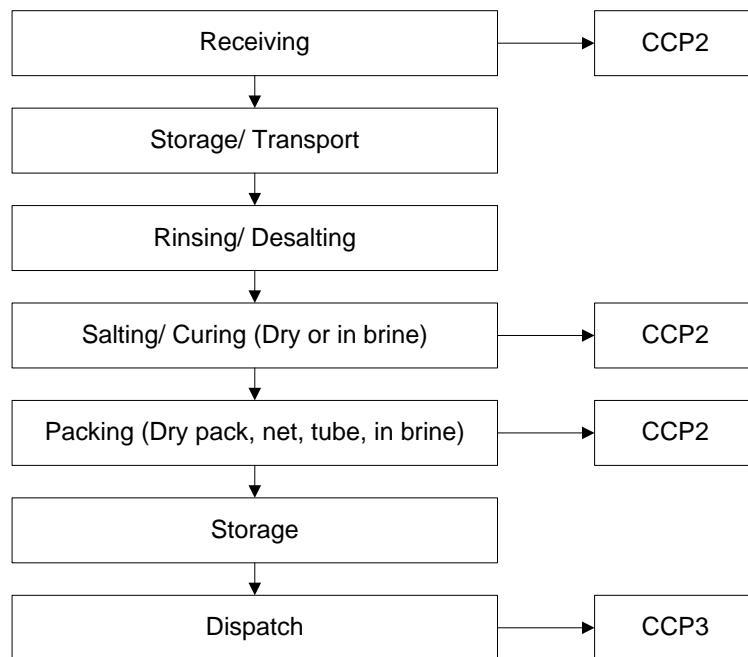 Receiving
CCP2
Storage/ Transport
Rinsing/ Desalting
Salting/ Curing (Dry or in brine)
CCP2
Packing (Dry pack, net, tube, in brine)
CCP2
Storage
Dispatch
CCP3